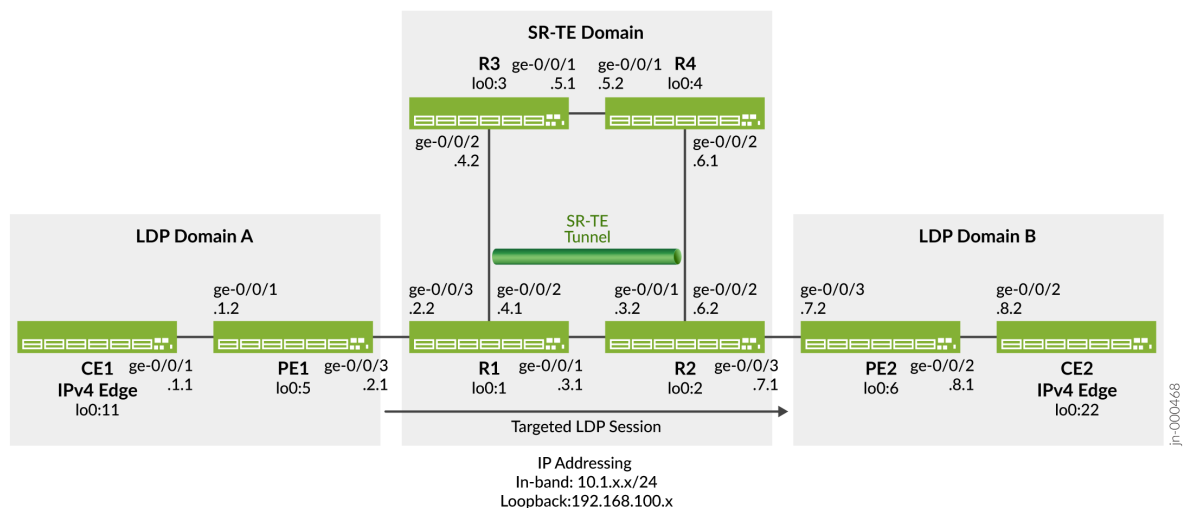 SR-TE Domain
R3 ge-0/0/1 ge-0/0/1 R4
lo0:3 .5.1 .5.2 lo0:4
ge-0/0/2 ge-0/0/2
.4.2 .6.1
SR-TE
Tunnel
LDP Domain A LDP Domain B
ge-0/0/1 ge-0/0/3 ge-0/0/2 ge-0/0/1 ge-0/0/2 ge-0/0/3 ge-0/0/2
.1.2 .2.2 .4.1 .3.2 .6.2 .7.2 .8.2
CE1 ge-0/0/1 PE1 ge-0/0/3 R1 ge-0/0/1 R2 ge-0/0/3 PE2 ge-0/0/2 CE2
IPv4 Edge .1.1 lo0:5 .2.1 lo0:1 .3.1 lo0:2 .7.1 lo0:6 .8.1 IPv4 Edge
lo0:11 lo0:22
Targeted LDP Session
IP Addressing
In-band: 10.1.x.x/24
Loopback:192.168.100.x
jn-000468